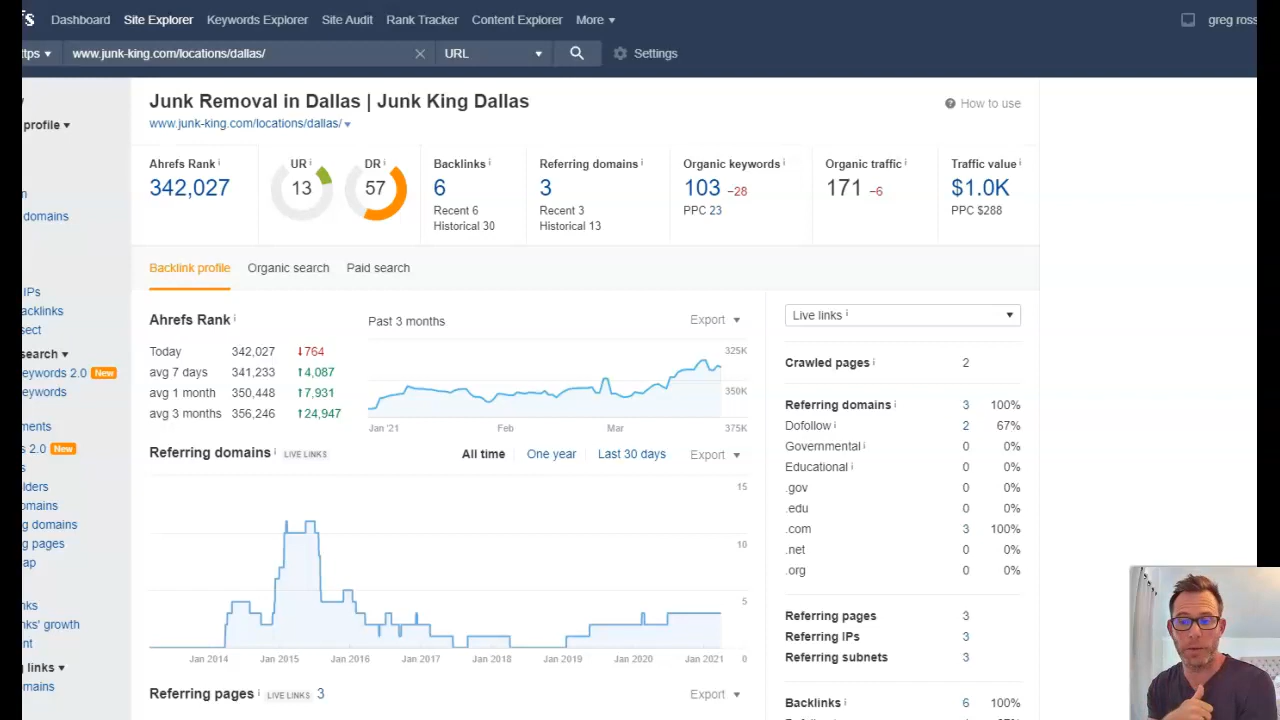 fs Dashboard Site Explorer Keywords Explorer Site Audit Rank Tracker Content Explorer More greg ross
ttps www.junk-king.com/locations/dallas/ URL Settings
Junk Removal in Dallas | Junk King Dallas How to use
www.junk-king.com/locations/dallas/
Ahrefs Rank UR DR Backlinks Referring domains Organic keywords Organic traffic Traffic value
342,027 13 57 6 3 103 -28 171 -6 $1.0K
Recent 6 Recent 3 PPC 23 PPC $288
Historical 30 Historical 13
Backlink profile Organic search Paid search
Ahrefs Rank Past 3 months Export
Today 342,027 ↓764
avg 7 days 341,233 ↑4,087
avg 1 month 350,448 ↑7,931
avg 3 months 356,246 ↑24,947
325K
350K
375K
Jan '21 Feb Mar
Referring domains LIVE LINKS All time One year Last 30 days Export
15
10
5
0
Jan 2014 Jan 2015 Jan 2016 Jan 2017 Jan 2018 Jan 2019 Jan 2020 Jan 2021
Referring pages LIVE LINKS 3 Export
Live links
Crawled pages 2
Referring domains 3 100%
Dofollow 2 67%
Governmental 0 0%
Educational 0 0%
.gov 0 0%
.edu 0 0%
.com 3 100%
.net 0 0%
.org 0 0%
Referring pages 3
Referring IPs 3
Referring subnets 3
Backlinks 6 100%
profile
domains
IPs
acklinks
sect
search
eywords 2.0 New
eywords
ments
s 2.0 New
s
lders
omains
g domains
g pages
ap
nks
nks' growth
nt
links
mains